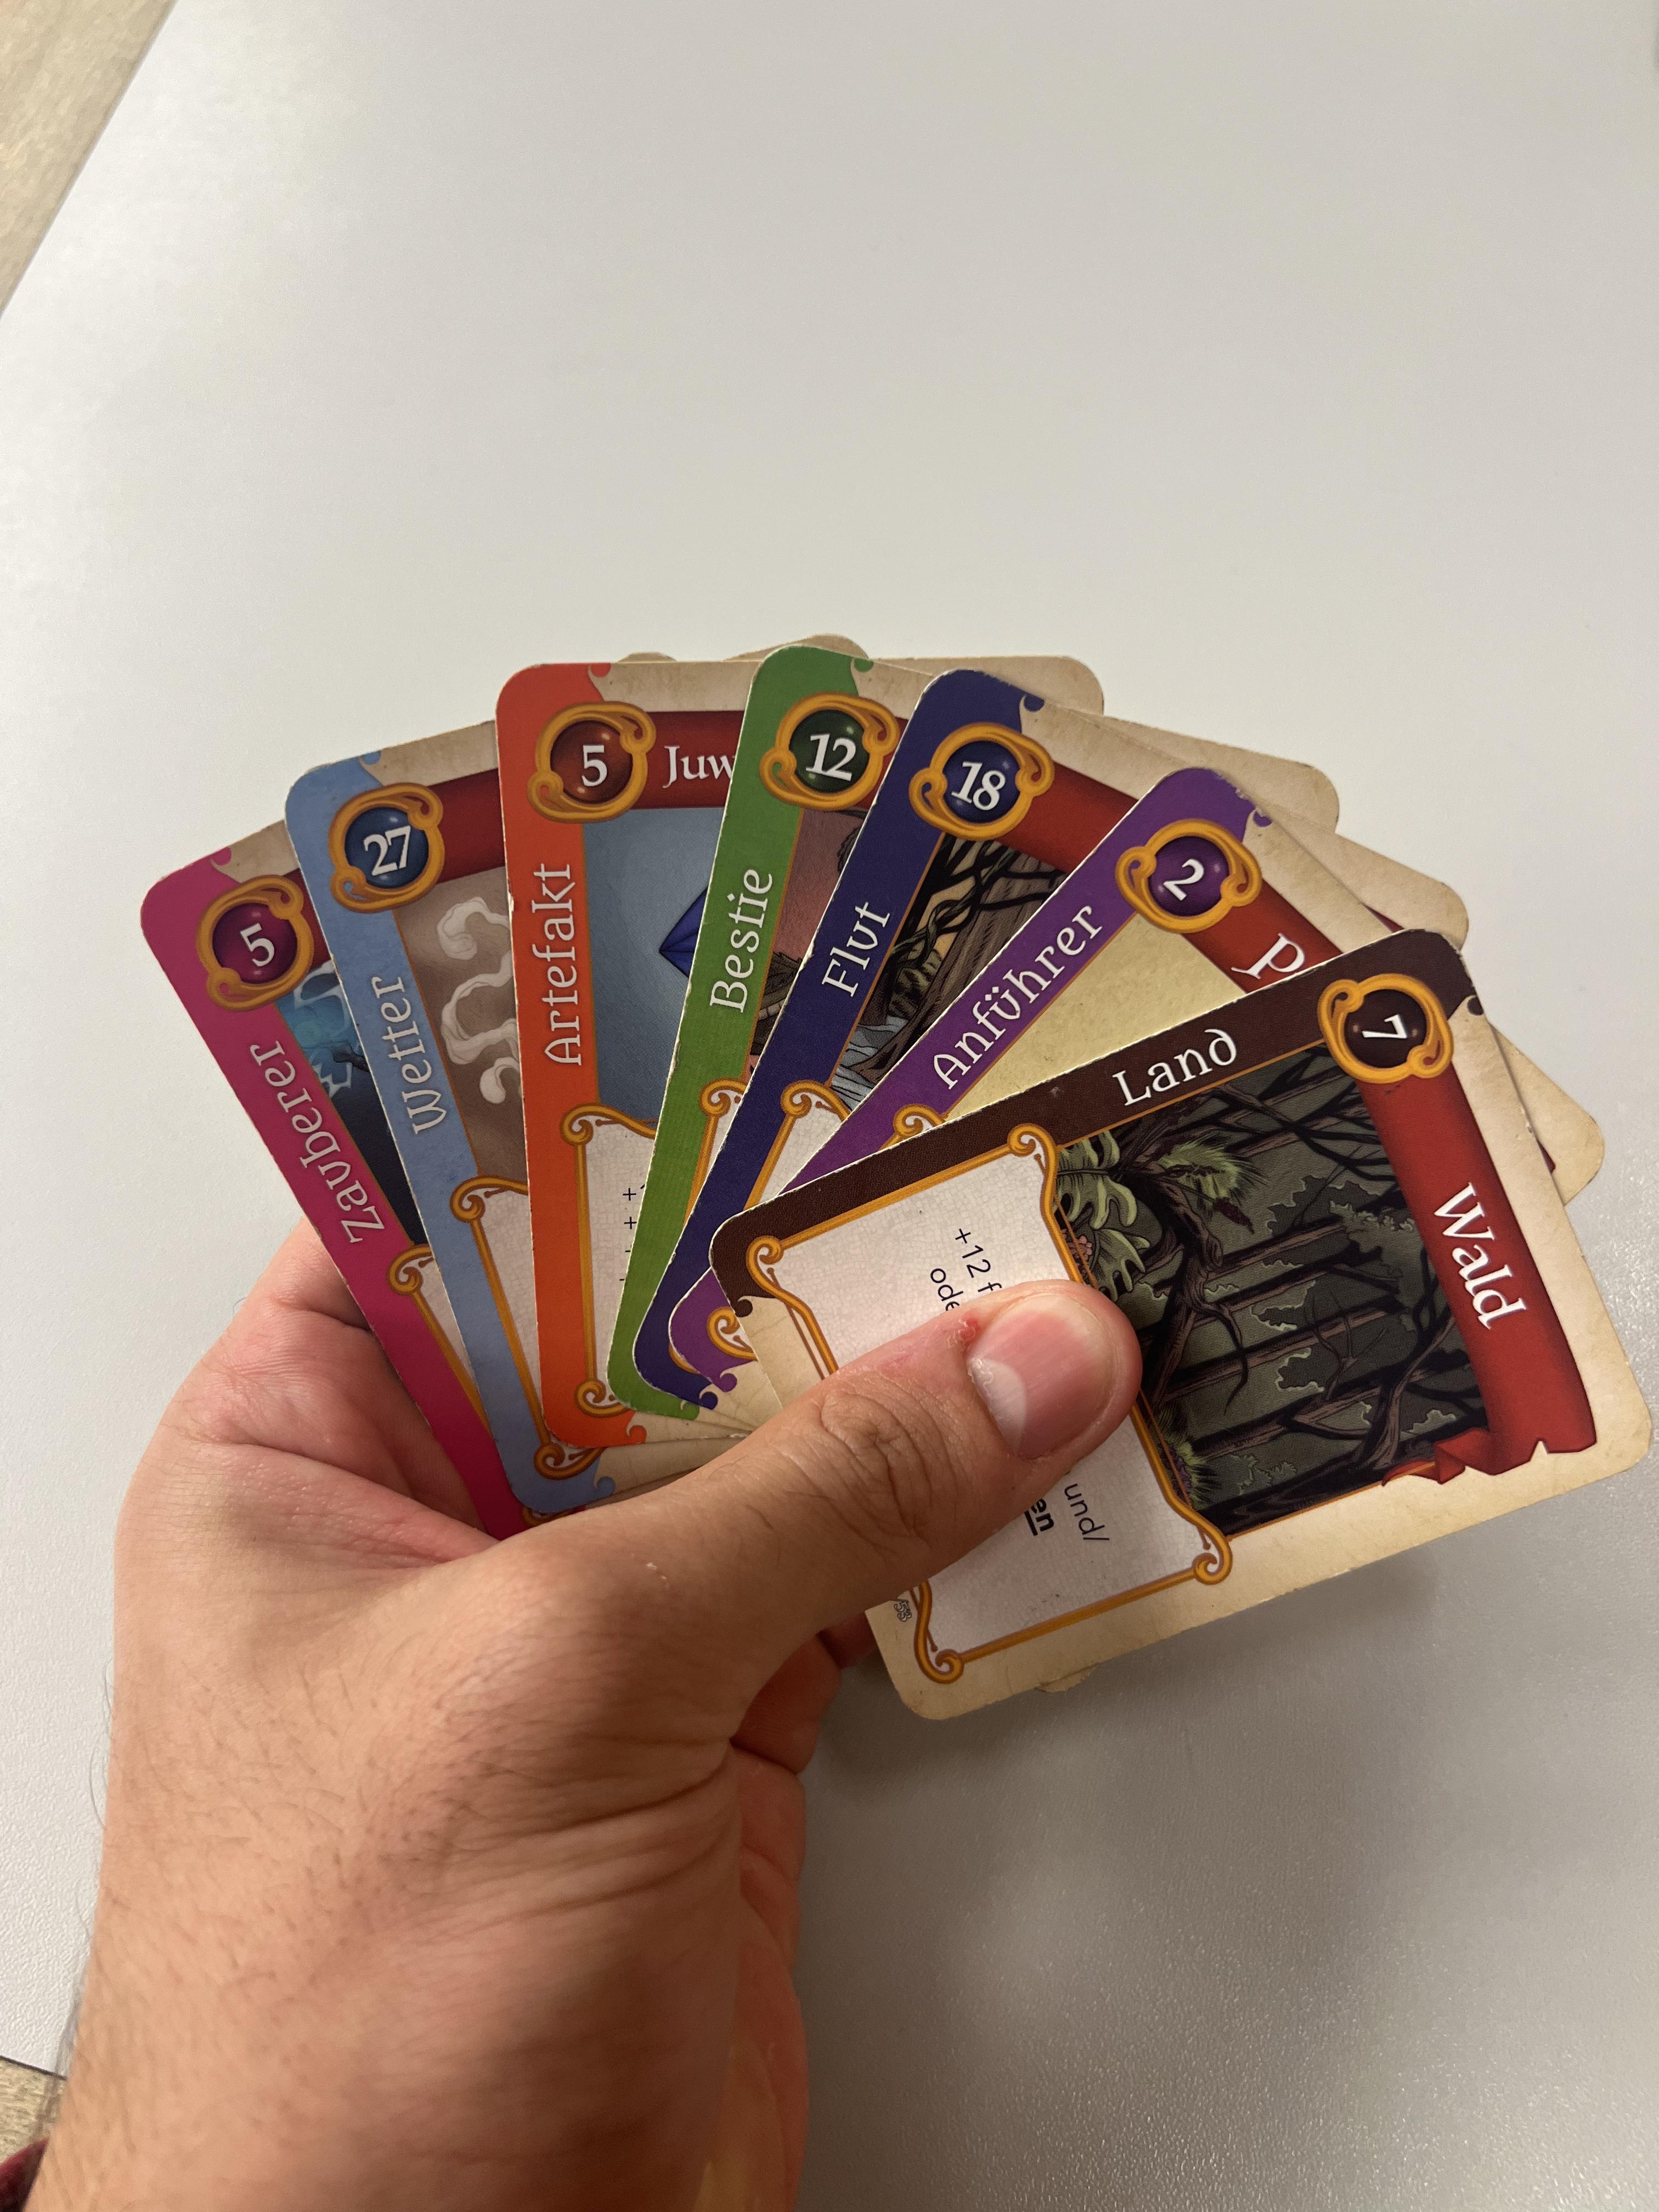 5
Zauberer
27
Wetter
5
Juw
Artefakt
+
+
12
Bestie
18
Flut
2
P
Anführer
7
Land
Wald
+12 f
ode
und/
en